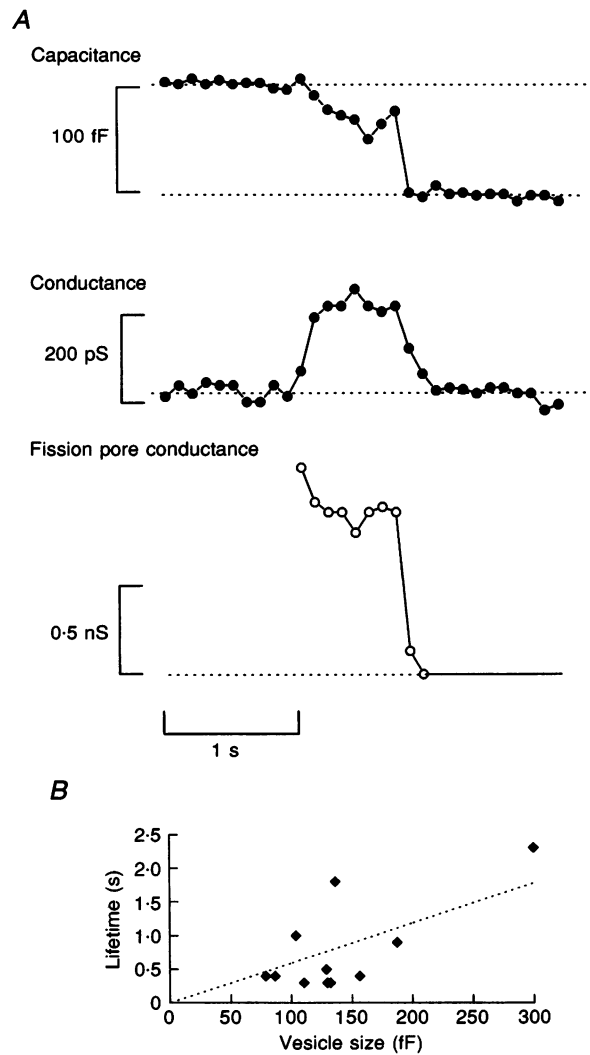 A
Capacitance
100 fF
Conductance
200 pS
Fission pore conductance
0·5 nS
1 s
B
2·5
2·0
1·5
1·0
0·5
0
Lifetime (s)
0 50 100 150 200 250 300
Vesicle size (fF)